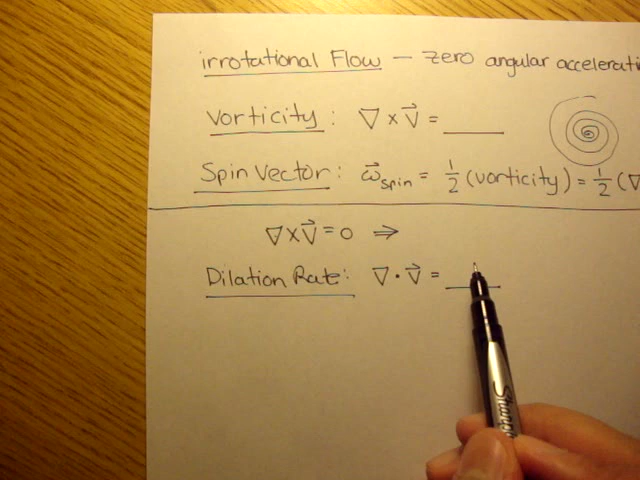 irrotational Flow — zero angular accelerati
Vorticity: ∇ × V⃗ = ____
Spin Vector: ω⃗spin = 1/2 (vorticity) = 1/2 (∇
∇×V⃗ = 0 ⇒
Dilation Rate: ∇ · V⃗ = ____
Sharpie